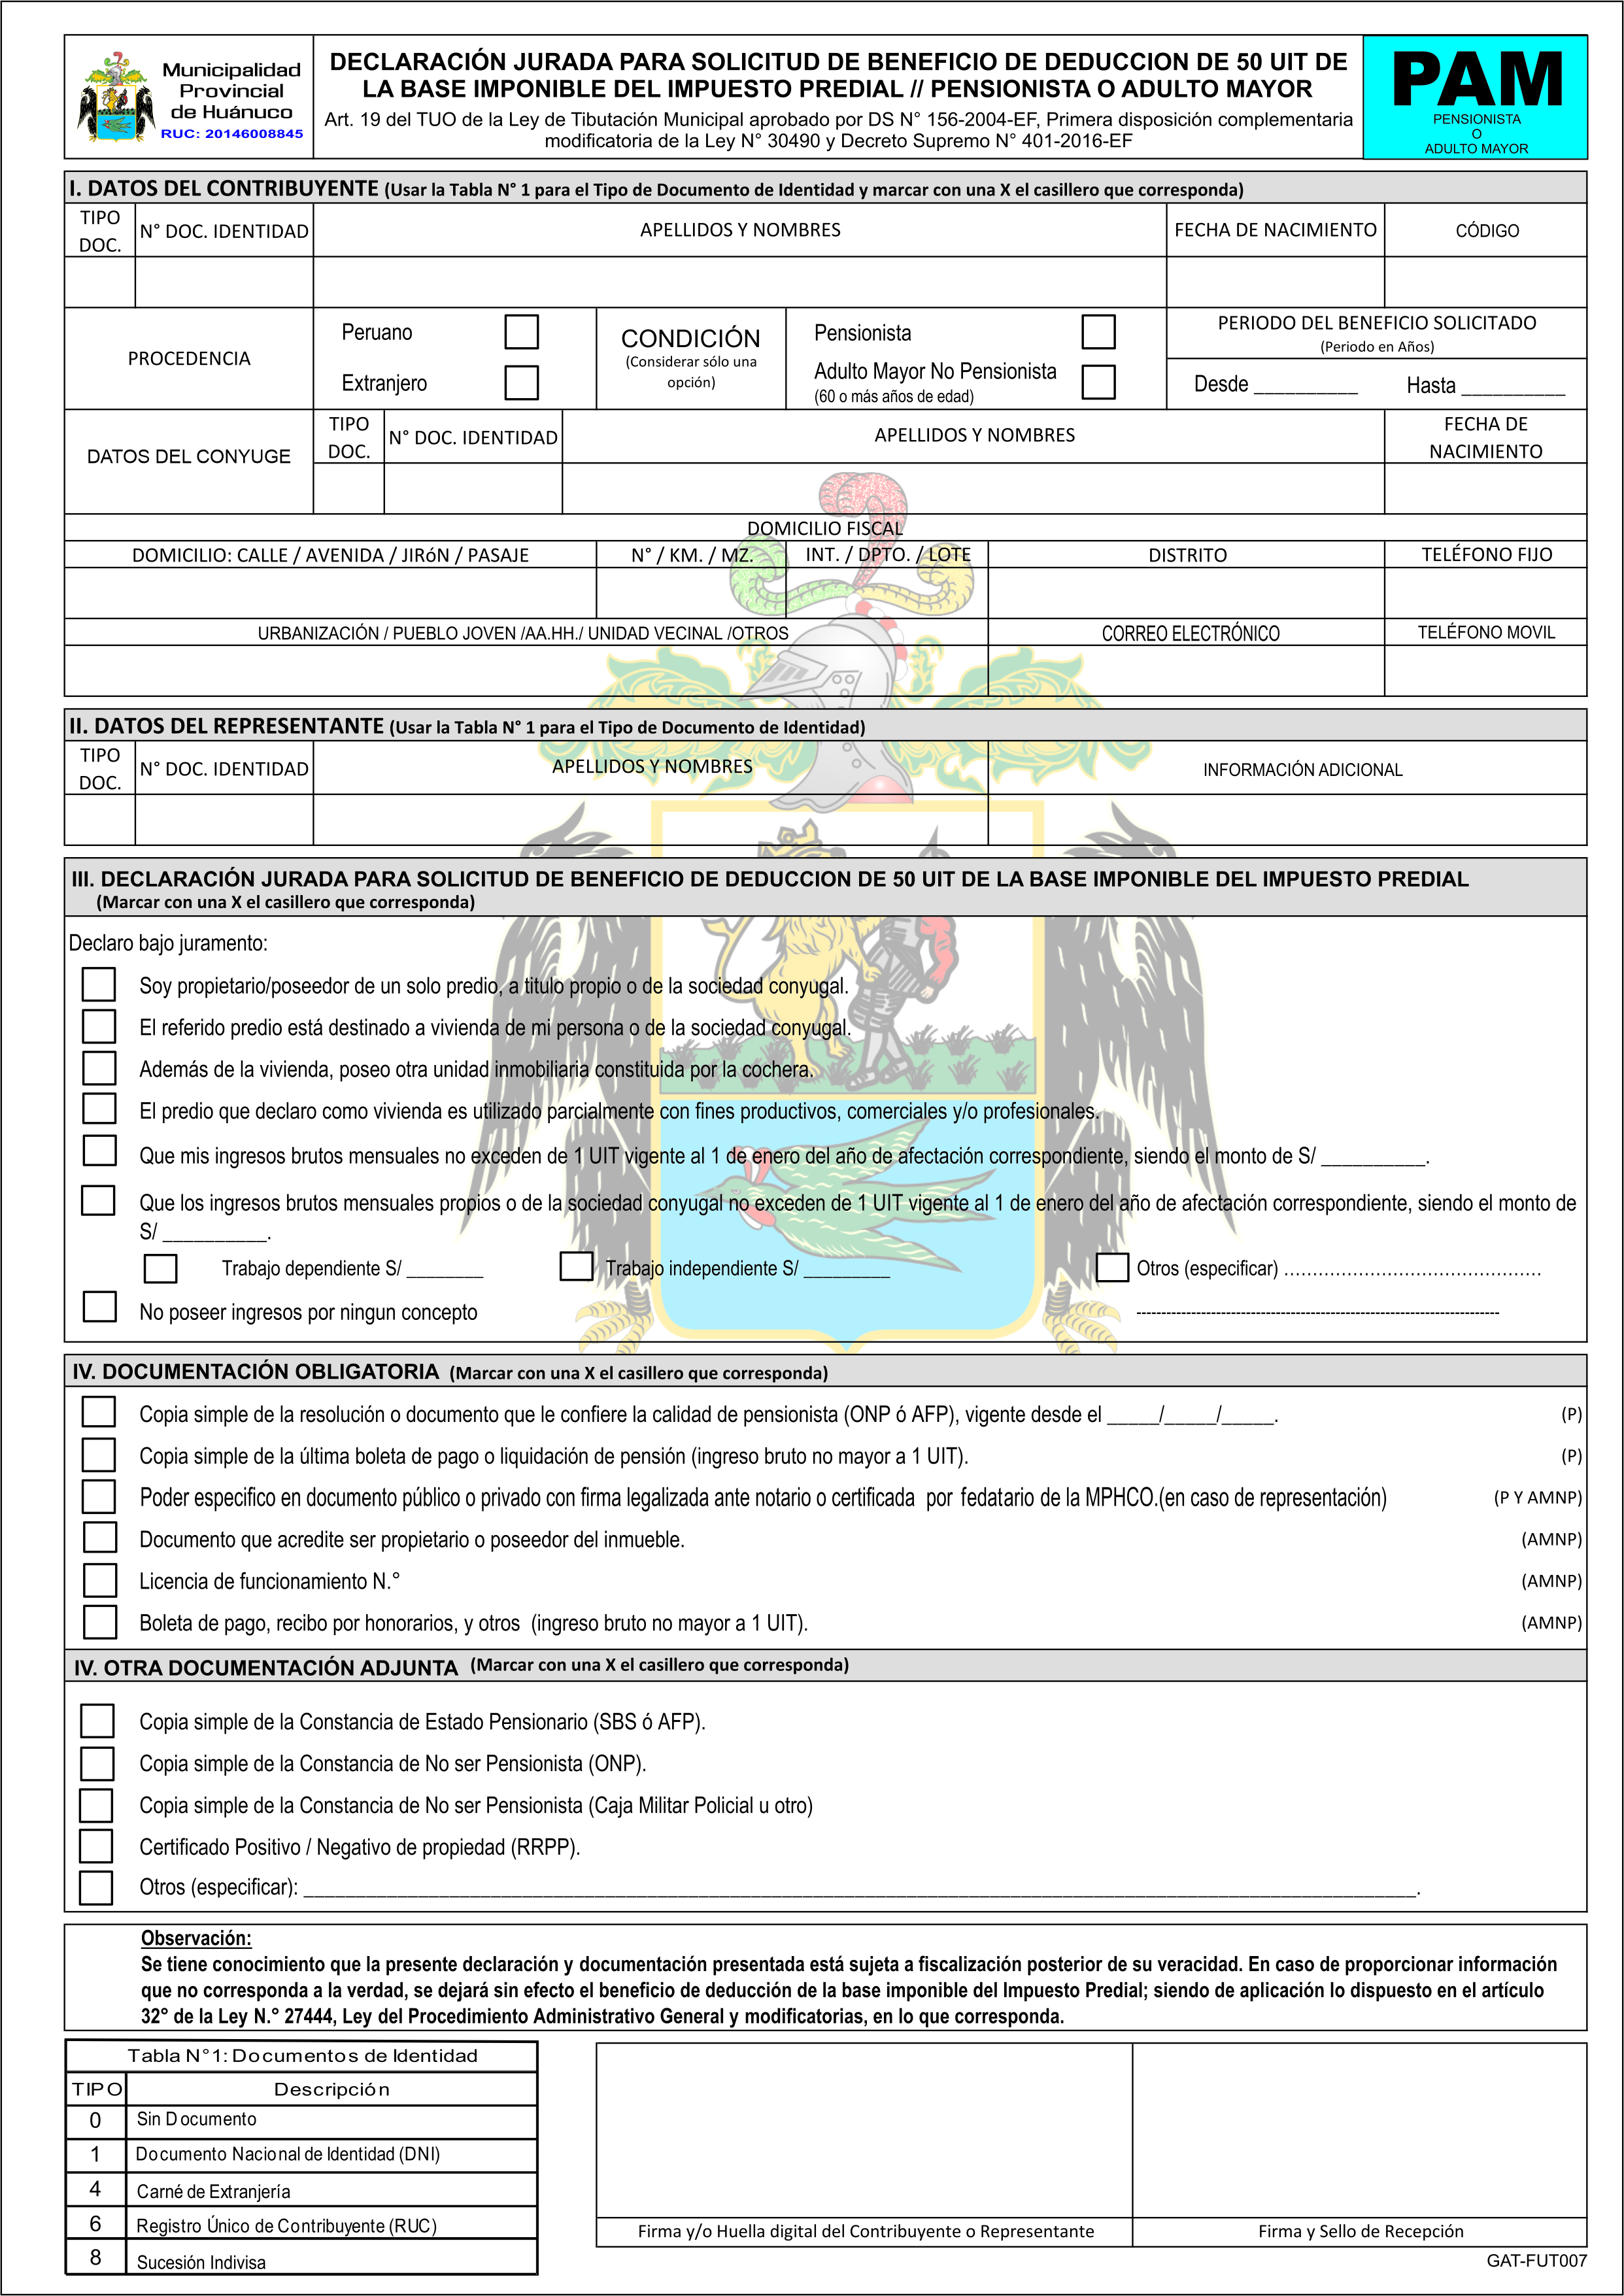 Municipalidad
Provincial
de Huánuco
RUC: 20146008845
DECLARACIÓN JURADA PARA SOLICITUD DE BENEFICIO DE DEDUCCION DE 50 UIT DE
LA BASE IMPONIBLE DEL IMPUESTO PREDIAL // PENSIONISTA O ADULTO MAYOR
Art. 19 del TUO de la Ley de Tibutación Municipal aprobado por DS N° 156-2004-EF, Primera disposición complementaria
modificatoria de la Ley N° 30490 y Decreto Supremo N° 401-2016-EF
PAM
PENSIONISTA
O
ADULTO MAYOR
I. DATOS DEL CONTRIBUYENTE (Usar la Tabla N° 1 para el Tipo de Documento de Identidad y marcar con una X el casillero que corresponda)
TIPO DOC. N° DOC. IDENTIDAD APELLIDOS Y NOMBRES FECHA DE NACIMIENTO CÓDIGO
PROCEDENCIA
Peruano
Extranjero
CONDICIÓN
(Considerar sólo una
opción)
Pensionista
Adulto Mayor No Pensionista
(60 o más años de edad)
PERIODO DEL BENEFICIO SOLICITADO
(Periodo en Años)
Desde __________ Hasta __________
DATOS DEL CONYUGE
TIPO DOC. N° DOC. IDENTIDAD APELLIDOS Y NOMBRES FECHA DE NACIMIENTO
DOMICILIO FISCAL
DOMICILIO: CALLE / AVENIDA / JIRóN / PASAJE N° / KM. / MZ. INT. / DPTO. / LOTE DISTRITO TELÉFONO FIJO
URBANIZACIÓN / PUEBLO JOVEN /AA.HH./ UNIDAD VECINAL /OTROS CORREO ELECTRÓNICO TELÉFONO MOVIL
II. DATOS DEL REPRESENTANTE (Usar la Tabla N° 1 para el Tipo de Documento de Identidad)
TIPO DOC. N° DOC. IDENTIDAD APELLIDOS Y NOMBRES INFORMACIÓN ADICIONAL
III. DECLARACIÓN JURADA PARA SOLICITUD DE BENEFICIO DE DEDUCCION DE 50 UIT DE LA BASE IMPONIBLE DEL IMPUESTO PREDIAL
(Marcar con una X el casillero que corresponda)
Declaro bajo juramento:
Soy propietario/poseedor de un solo predio, a titulo propio o de la sociedad conyugal.
El referido predio está destinado a vivienda de mi persona o de la sociedad conyugal.
Además de la vivienda, poseo otra unidad inmobiliaria constituida por la cochera.
El predio que declaro como vivienda es utilizado parcialmente con fines productivos, comerciales y/o profesionales.
Que mis ingresos brutos mensuales no exceden de 1 UIT vigente al 1 de enero del año de afectación correspondiente, siendo el monto de S/ __________.
Que los ingresos brutos mensuales propios o de la sociedad conyugal no exceden de 1 UIT vigente al 1 de enero del año de afectación correspondiente, siendo el monto de
S/ __________.
Trabajo dependiente S/ ________ Trabajo independiente S/ _________ Otros (especificar) ………………………………………
No poseer ingresos por ningun concepto -------------------------------------------------------------------------
IV. DOCUMENTACIÓN OBLIGATORIA (Marcar con una X el casillero que corresponda)
Copia simple de la resolución o documento que le confiere la calidad de pensionista (ONP ó AFP), vigente desde el _____/_____/_____. (P)
Copia simple de la última boleta de pago o liquidación de pensión (ingreso bruto no mayor a 1 UIT). (P)
Poder especifico en documento público o privado con firma legalizada ante notario o certificada por fedatario de la MPHCO.(en caso de representación) (P Y AMNP)
Documento que acredite ser propietario o poseedor del inmueble. (AMNP)
Licencia de funcionamiento N.° (AMNP)
Boleta de pago, recibo por honorarios, y otros (ingreso bruto no mayor a 1 UIT). (AMNP)
IV. OTRA DOCUMENTACIÓN ADJUNTA (Marcar con una X el casillero que corresponda)
Copia simple de la Constancia de Estado Pensionario (SBS ó AFP).
Copia simple de la Constancia de No ser Pensionista (ONP).
Copia simple de la Constancia de No ser Pensionista (Caja Militar Policial u otro)
Certificado Positivo / Negativo de propiedad (RRPP).
Otros (especificar): ______________________________________________________________________________.
Observación:
Se tiene conocimiento que la presente declaración y documentación presentada está sujeta a fiscalización posterior de su veracidad. En caso de proporcionar información
que no corresponda a la verdad, se dejará sin efecto el beneficio de deducción de la base imponible del Impuesto Predial; siendo de aplicación lo dispuesto en el artículo
32° de la Ley N.° 27444, Ley del Procedimiento Administrativo General y modificatorias, en lo que corresponda.
Tabla N°1: Documentos de Identidad
TIPO Descripción
0 Sin Documento
1 Documento Nacional de Identidad (DNI)
4 Carné de Extranjería
6 Registro Único de Contribuyente (RUC)
8 Sucesión Indivisa
Firma y/o Huella digital del Contribuyente o Representante
Firma y Sello de Recepción
GAT-FUT007